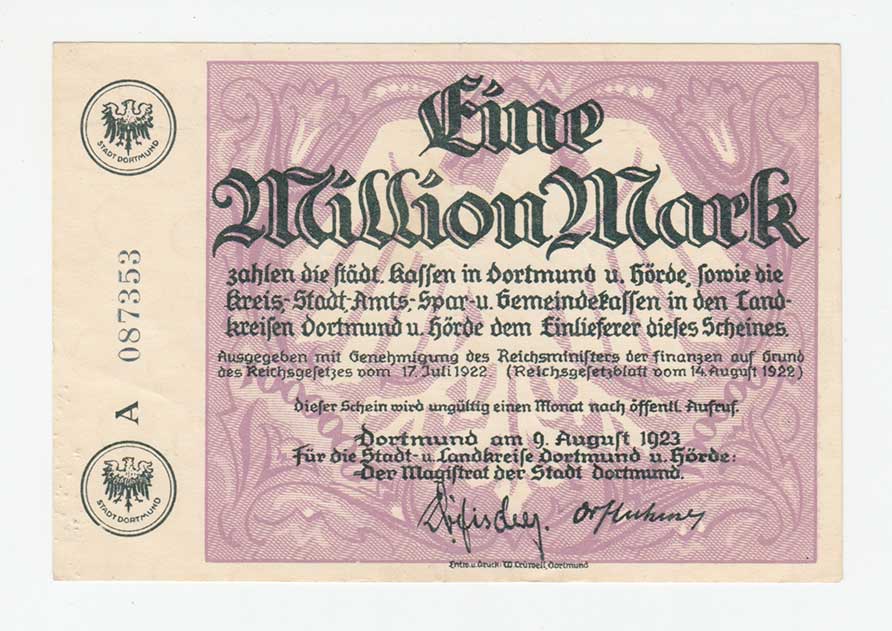 STADT DORTMUND
A 087353
STADT DORTMUND
Eine
Million Mark
zahlen die städt. Kassen in Dortmund u. Hörde, sowie die
Kreis-, Stadt-, Amts-, Spar- u. Gemeindekassen in den Land-
kreisen Dortmund u. Hörde dem Einlieferer dieses Scheines.
Ausgegeben mit Genehmigung des Reichsministers der Finanzen auf Grund
des Reichsgesetzes vom 17. Juli 1922 (Reichsgesetzblatt vom 14. August 1922)
Dieser Schein wird ungültig einen Monat nach öffentl. Aufruf.
Dortmund am 9. August 1923
Für die Stadt- u. Landkreise Dortmund u. Hörde:
Der Magistrat der Stadt Dortmund.
Entw. u. Druck: W. Crüwell, Dortmund